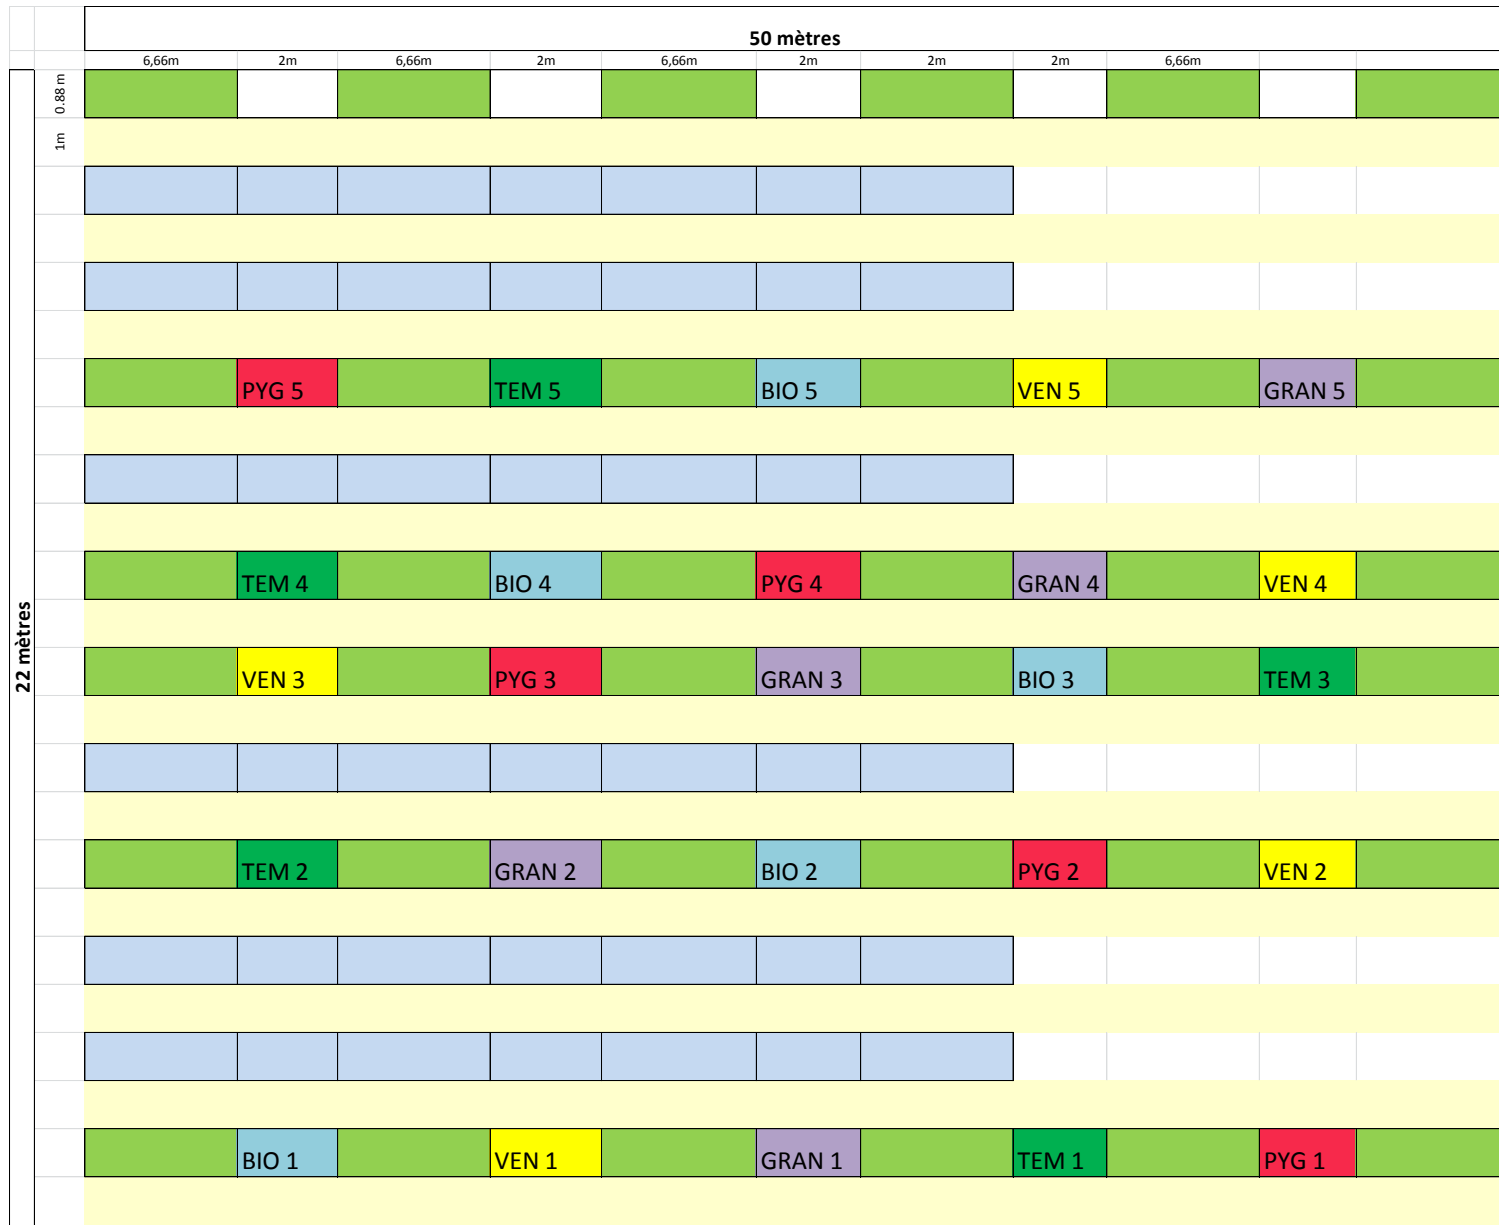 50 mètres
6,66m 2m 6,66m 2m 6,66m 2m 2m 2m 6,66m
0.88 m
1m
PYG 5 TEM 5 BIO 5 VEN 5 GRAN 5
TEM 4 BIO 4 PYG 4 GRAN 4 VEN 4
22 mètres
VEN 3 PYG 3 GRAN 3 BIO 3 TEM 3
TEM 2 GRAN 2 BIO 2 PYG 2 VEN 2
BIO 1 VEN 1 GRAN 1 TEM 1 PYG 1